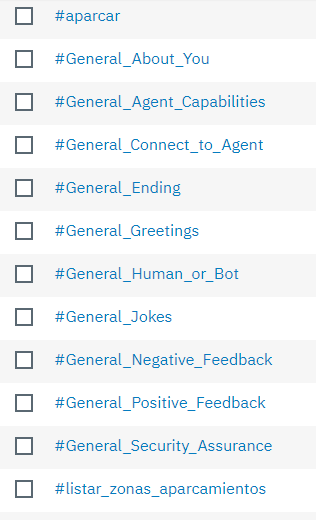 #aparcar
#General_About_You
#General_Agent_Capabilities
#General_Connect_to_Agent
#General_Ending
#General_Greetings
#General_Human_or_Bot
#General_Jokes
#General_Negative_Feedback
#General_Positive_Feedback
#General_Security_Assurance
#listar_zonas_aparcamientos